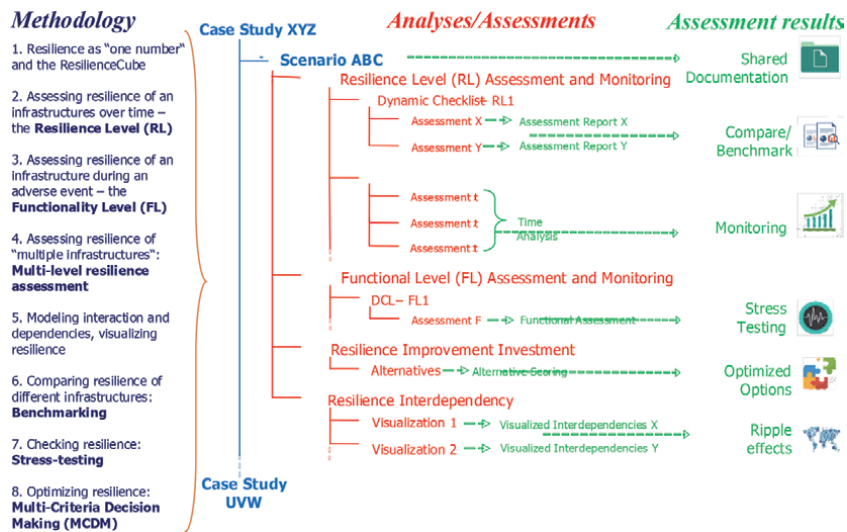 Methodology
1. Resilience as "one number"
and the ResilienceCube
2. Assessing resilience of an
infrastructures over time –
the Resilience Level (RL)
3. Assessing resilience of an
infrastructure during an
adverse event – the
Functionality Level (FL)
4. Assessing resilience of
"multiple infrastructures":
Multi-level resilience
assessment
5. Modeling interaction and
dependencies, visualizing
resilience
6. Comparing resilience of
different infrastructures:
Benchmarking
7. Checking resilience:
Stress-testing
8. Optimizing resilience:
Multi-Criteria Decision
Making (MCDM)
Analyses/Assessments
Case Study XYZ
Scenario ABC
Resilience Level (RL) Assessment and Monitoring
Dynamic Checklist– RL1
Assessment X
Assessment Report X
Assessment Y
Assessment Report Y
Assessment t
Assessment t
Assessment t
Time
Analysis
Functional Level (FL) Assessment and Monitoring
DCL– FL1
Assessment F
Functional Assessment
Resilience Improvement Investment
Alternatives
Alternative Scoring
Resilience Interdependency
Visualization 1
Visualized Interdependencies X
Visualization 2
Visualized Interdependencies Y
Case Study
UVW
Assessment results
Shared
Documentation
Compare/
Benchmark
Monitoring
Stress
Testing
Optimized
Options
Ripple
effects